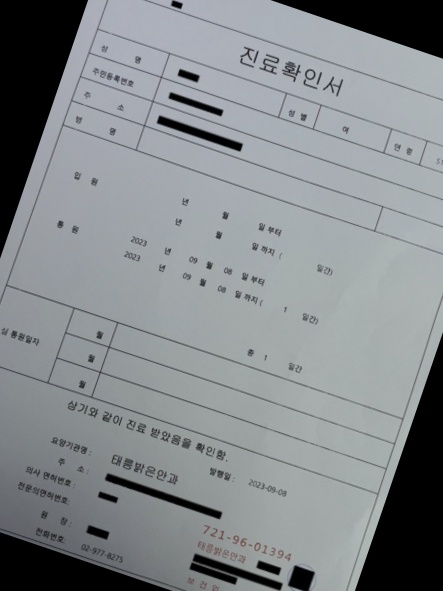 진료확인서
성 명
주민등록번호 성 별 여 연 령 51
주 소
병 명
입 원 년 월 일 부터
년 월 일 까지 ( 일간)
통 원 2023 년 09 월 08 일 부터
2023 년 09 월 08 일 까지 ( 1 일간)
총 1 일간
월
심 통원일자 월
월
상기와 같이 진료 받았음을 확인함.
발행일 : 2023-09-08
요양기관명 : 태릉밝은안과
주 소 :
의사 면허번호 :
전문의면허번호:
원 장 :
전화번호: 02-977-8275
721-96-01394
태릉밝은안과
보 건 업